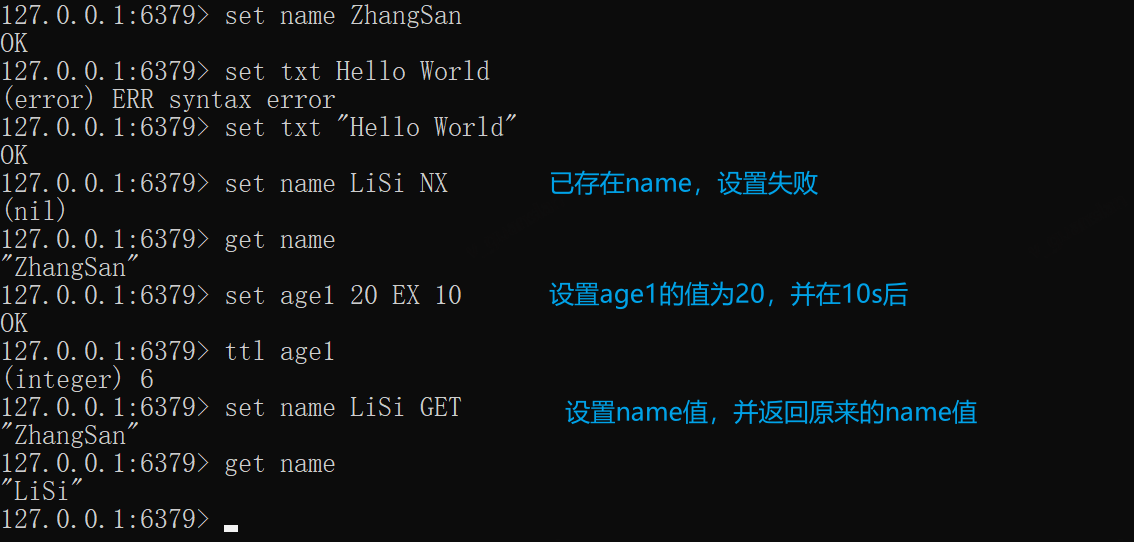 127.0.0.1:6379> set name ZhangSan
OK
127.0.0.1:6379> set txt Hello World
(error) ERR syntax error
127.0.0.1:6379> set txt "Hello World"
OK
127.0.0.1:6379> set name LiSi NX 已存在name，设置失败
(nil)
127.0.0.1:6379> get name
"ZhangSan"
127.0.0.1:6379> set age1 20 EX 10 设置age1的值为20，并在10s后
OK
127.0.0.1:6379> ttl age1
(integer) 6
127.0.0.1:6379> set name LiSi GET 设置name值，并返回原来的name值
"ZhangSan"
127.0.0.1:6379> get name
"LiSi"
127.0.0.1:6379>